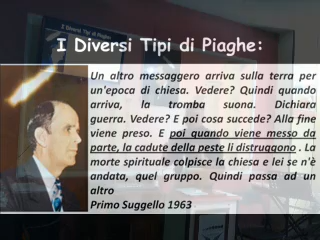 I Diversi Tipi di Piaghe:
Un altro messaggero arriva sulla terra per
un'epoca di chiesa. Vedere? Quindi quando
arriva, la tromba suona. Dichiara
guerra. Vedere? E poi cosa succede? Alla fine
viene preso. E poi quando viene messo da
parte, la cadute della peste li distruggono . La
morte spirituale colpisce la chiesa e lei se n'è
andata, quel gruppo. Quindi passa ad un
altro
Primo Suggello 1963